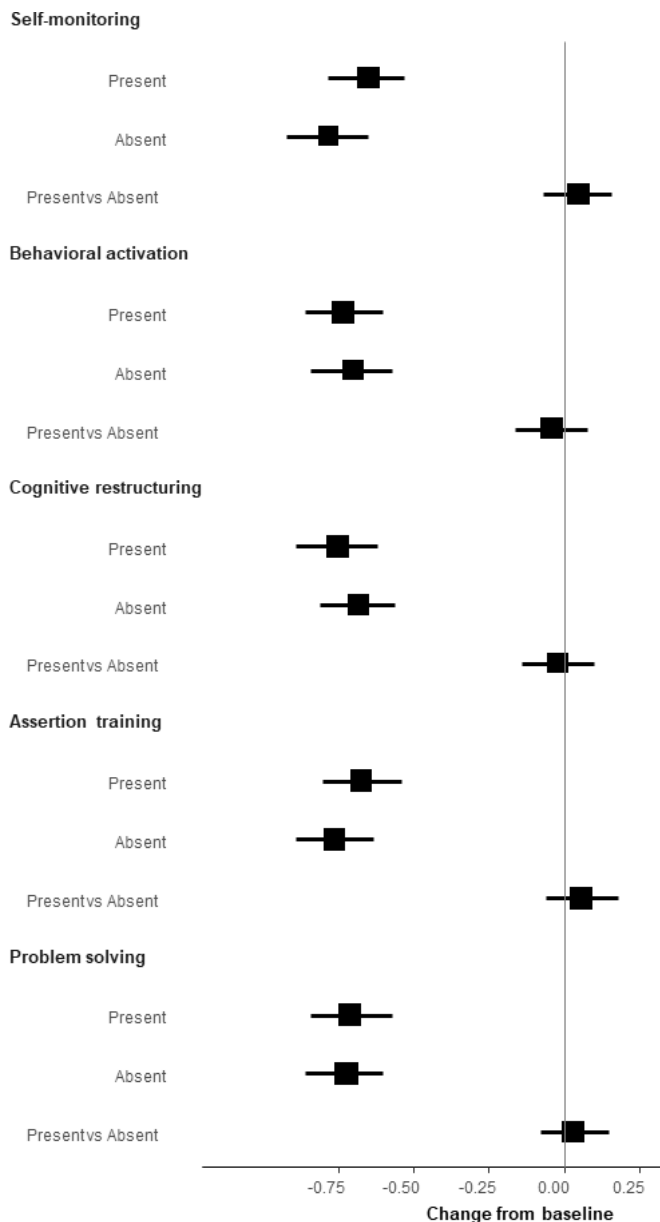 Self-monitoring
Present
Absent
Presentvs Absent
Behavioral activation
Present
Absent
Presentvs Absent
Cognitive restructuring
Present
Absent
Presentvs Absent
Assertion training
Present
Absent
Presentvs Absent
Problem solving
Present
Absent
Presentvs Absent
-0.75 -0.50 -0.25 0.00 0.25
Change from baseline